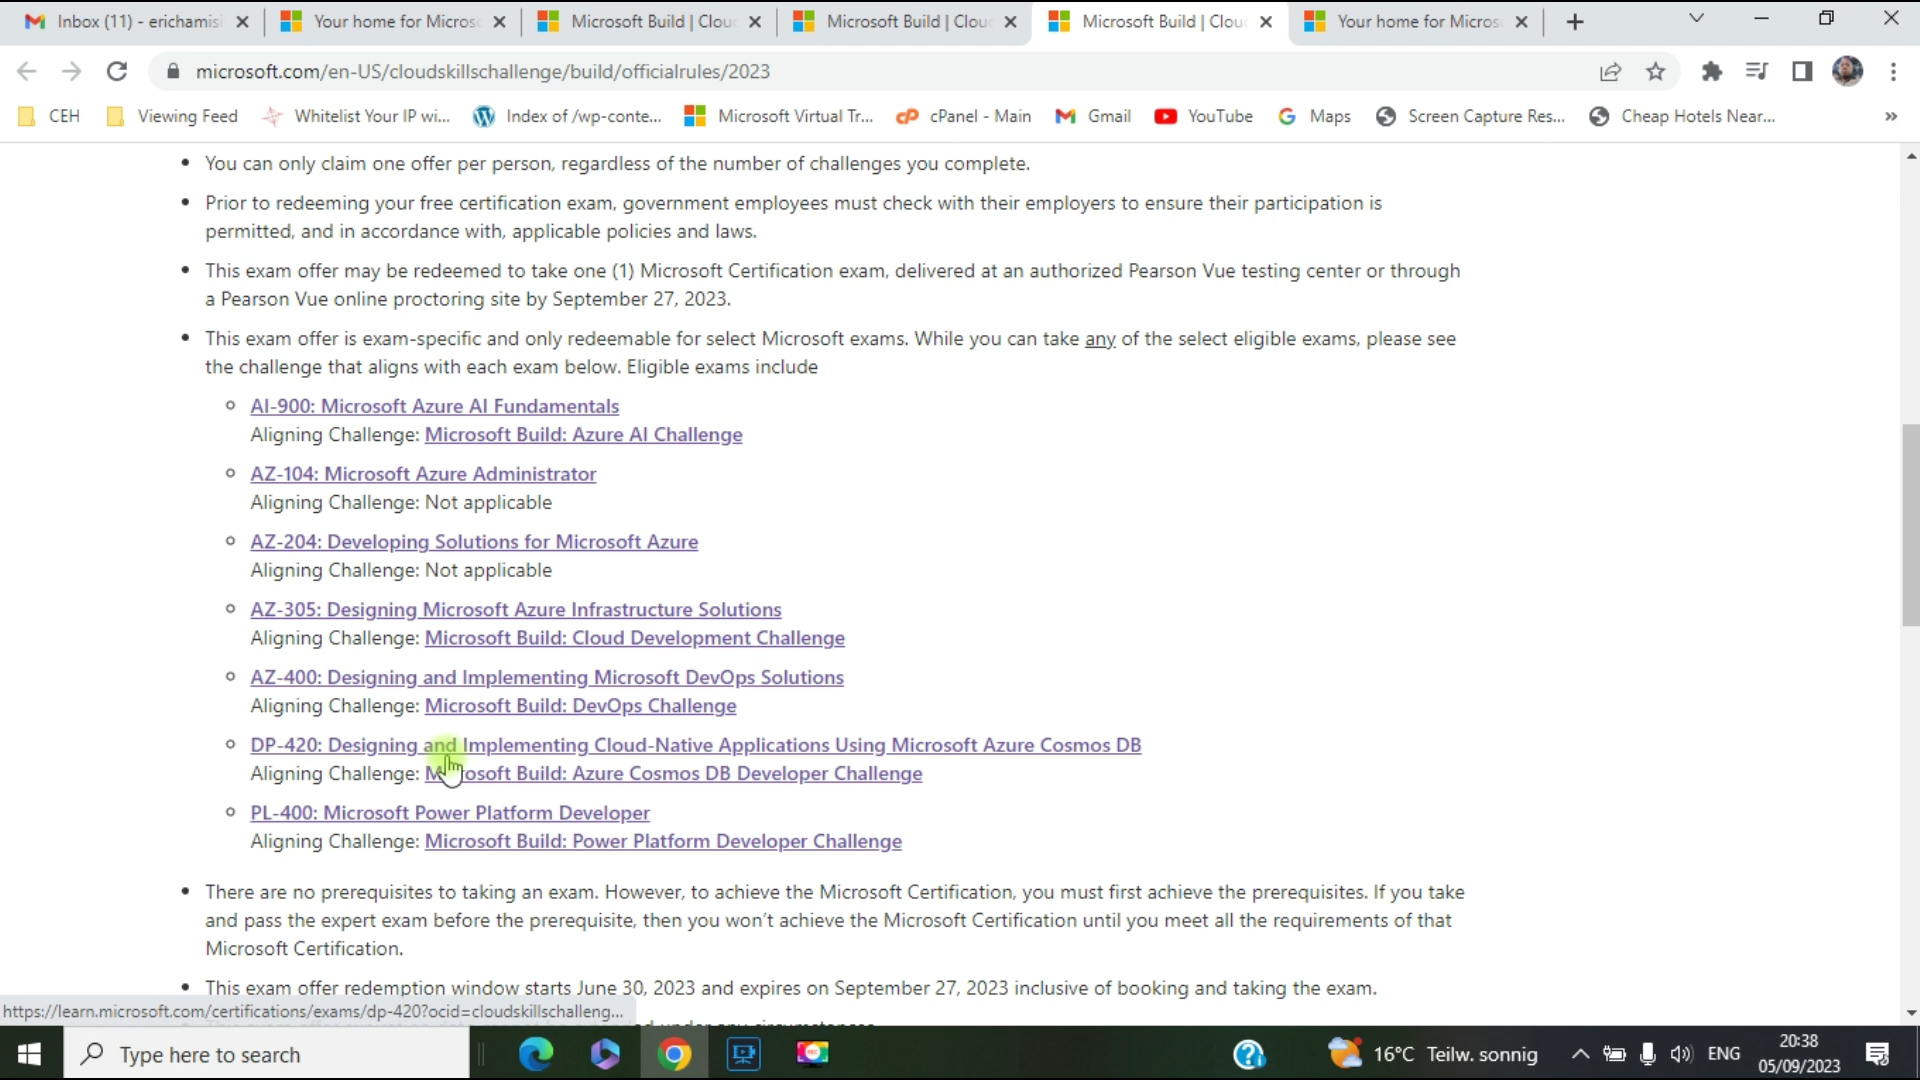 Inbox (11) - erichamisi
Your home for Microso
Microsoft Build | Clou
Microsoft Build | Clou
Microsoft Build | Clou
Your home for Micros
microsoft.com/en-US/cloudskillschallenge/build/officialrules/2023
CEH
Viewing Feed
Whitelist Your IP wi...
Index of /wp-conte...
Microsoft Virtual Tr...
cPanel - Main
Gmail
YouTube
Maps
Screen Capture Res...
Cheap Hotels Near...
»
• You can only claim one offer per person, regardless of the number of challenges you complete.
• Prior to redeeming your free certification exam, government employees must check with their employers to ensure their participation is
permitted, and in accordance with, applicable policies and laws.
• This exam offer may be redeemed to take one (1) Microsoft Certification exam, delivered at an authorized Pearson Vue testing center or through
a Pearson Vue online proctoring site by September 27, 2023.
• This exam offer is exam-specific and only redeemable for select Microsoft exams. While you can take any of the select eligible exams, please see
the challenge that aligns with each exam below. Eligible exams include
AI-900: Microsoft Azure AI Fundamentals
Aligning Challenge: Microsoft Build: Azure AI Challenge
AZ-104: Microsoft Azure Administrator
Aligning Challenge: Not applicable
AZ-204: Developing Solutions for Microsoft Azure
Aligning Challenge: Not applicable
AZ-305: Designing Microsoft Azure Infrastructure Solutions
Aligning Challenge: Microsoft Build: Cloud Development Challenge
AZ-400: Designing and Implementing Microsoft DevOps Solutions
Aligning Challenge: Microsoft Build: DevOps Challenge
DP-420: Designing and Implementing Cloud-Native Applications Using Microsoft Azure Cosmos DB
Aligning Challenge: Microsoft Build: Azure Cosmos DB Developer Challenge
PL-400: Microsoft Power Platform Developer
Aligning Challenge: Microsoft Build: Power Platform Developer Challenge
• There are no prerequisites to taking an exam. However, to achieve the Microsoft Certification, you must first achieve the prerequisites. If you take
and pass the expert exam before the prerequisite, then you won't achieve the Microsoft Certification until you meet all the requirements of that
Microsoft Certification.
• This exam offer redemption window starts June 30, 2023 and expires on September 27, 2023 inclusive of booking and taking the exam.
https://learn.microsoft.com/certifications/exams/dp-420?ocid=cloudskillschalleng...
Type here to search
16°C Teilw. sonnig
ENG
20:38
05/09/2023